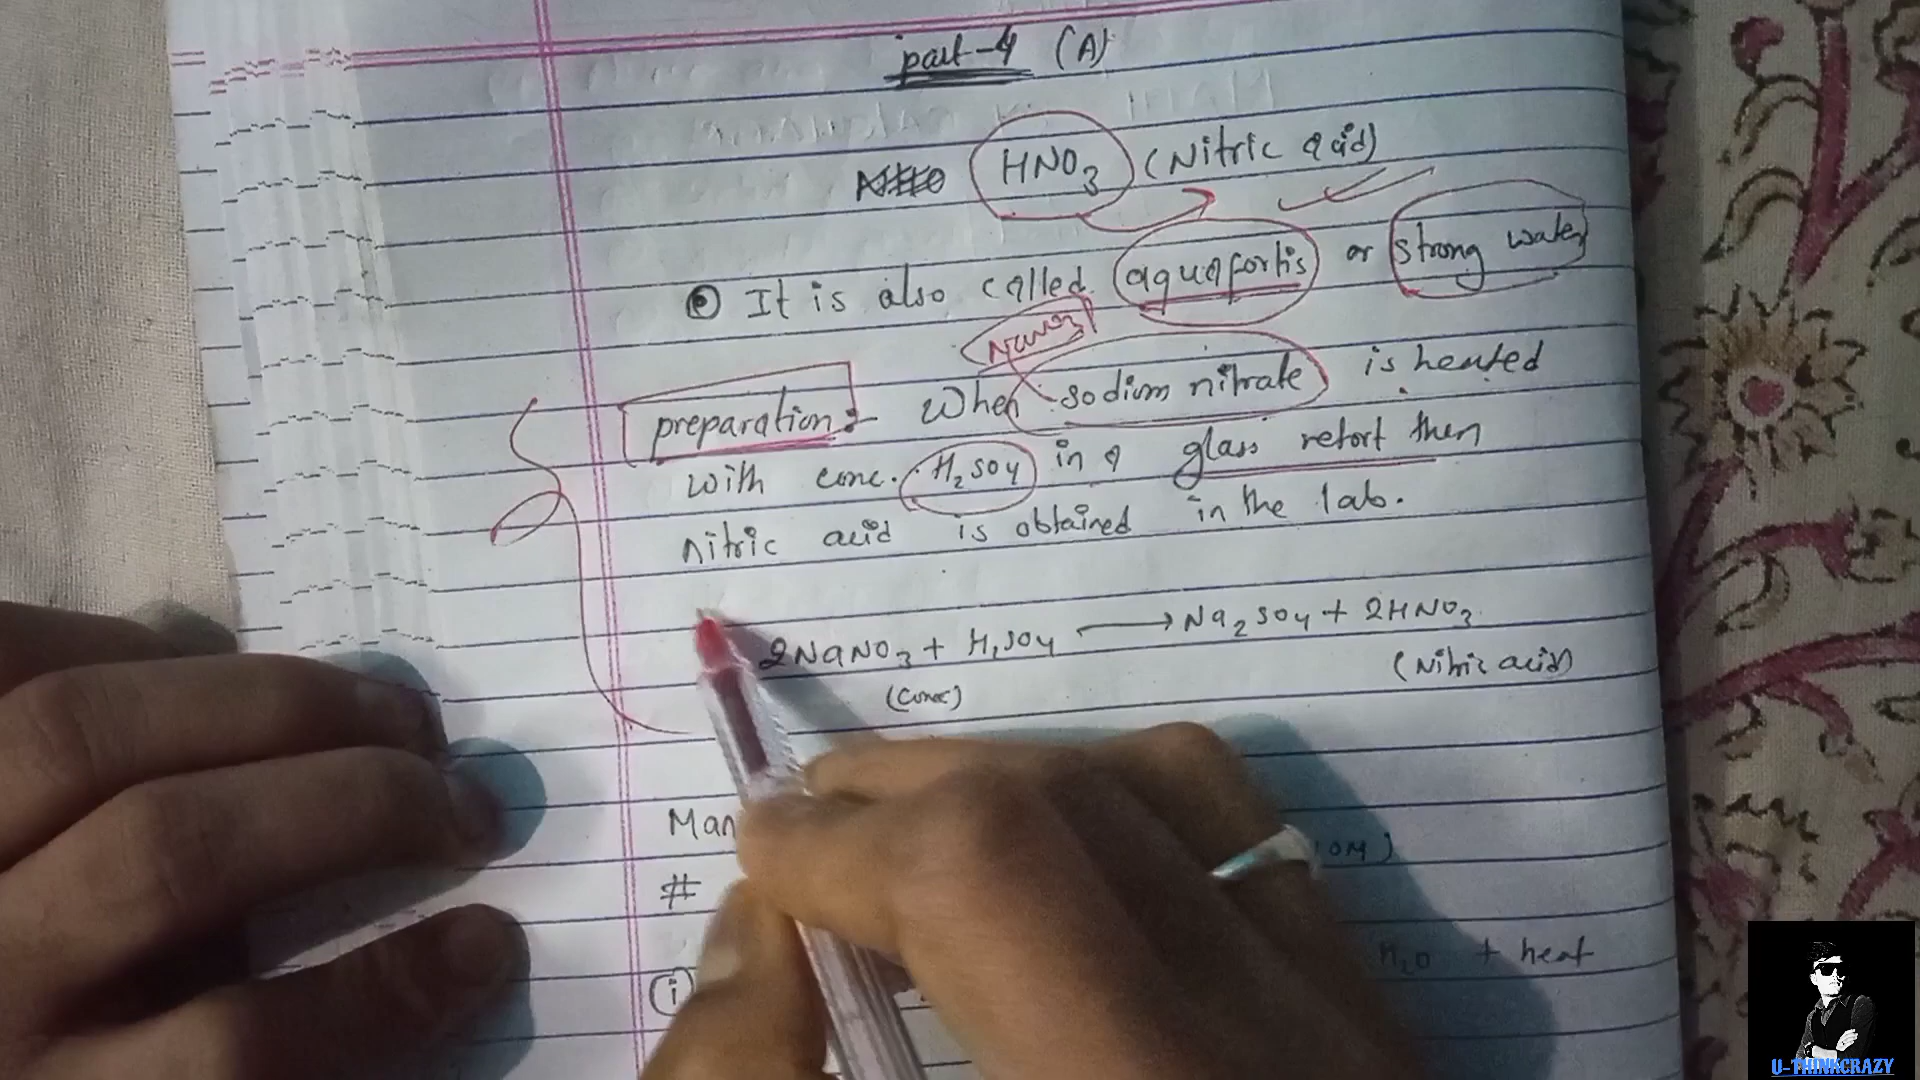 part-4 (A)
HNO3 (Nitric acid)
It is also called aquafortis or strong water
NaNO3
preparation:- When sodium nitrate is heated
with conc. H2SO4 in a glass retort then
nitric acid is obtained in the lab.
2NaNO3 + H2SO4 ⟶ Na2SO4 + 2HNO3
(conc) (Nitric acid)
Man
#
(i) H2O + heat
U-THINKCRAZY